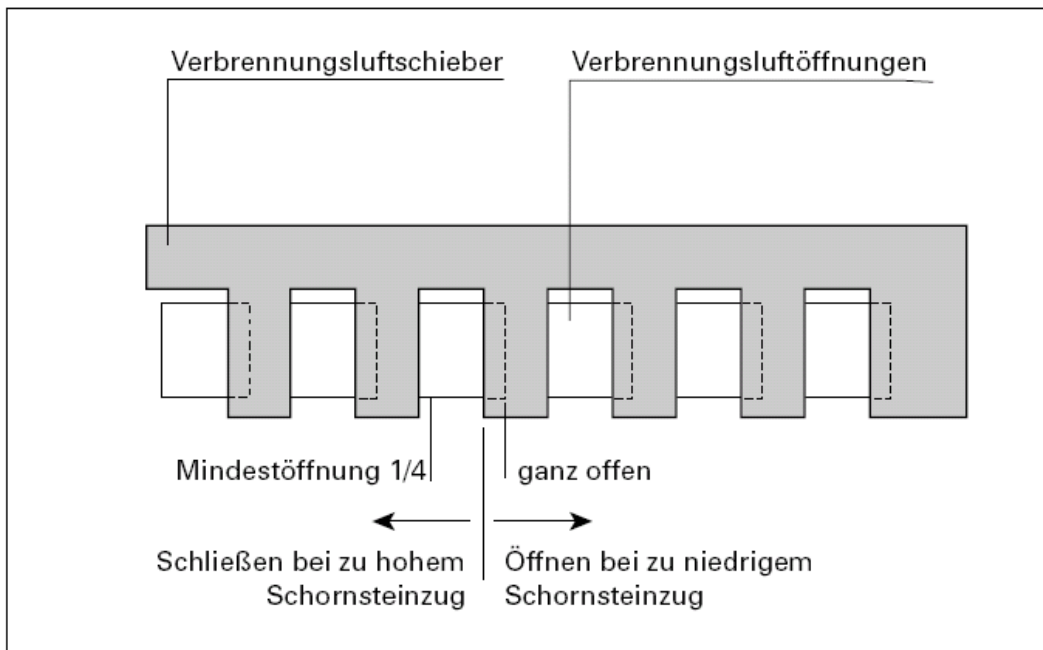 Verbrennungsluftschieber
Verbrennungsluftöffnungen
Mindestöffnung 1/4
ganz offen
Schließen bei zu hohem
Schornsteinzug
Öffnen bei zu niedrigem
Schornsteinzug